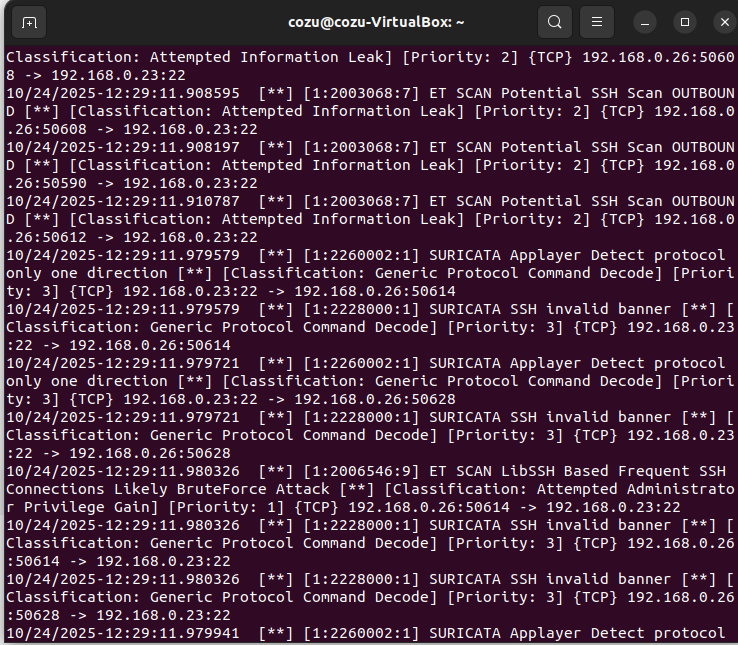 cozu@cozu-VirtualBox: ~
Classification: Attempted Information Leak] [Priority: 2] {TCP} 192.168.0.26:5060
8 -> 192.168.0.23:22
10/24/2025-12:29:11.908595  [**] [1:2003068:7] ET SCAN Potential SSH Scan OUTBOUN
D [**] [Classification: Attempted Information Leak] [Priority: 2] {TCP} 192.168.0
.26:50608 -> 192.168.0.23:22
10/24/2025-12:29:11.908197  [**] [1:2003068:7] ET SCAN Potential SSH Scan OUTBOUN
D [**] [Classification: Attempted Information Leak] [Priority: 2] {TCP} 192.168.0
.26:50590 -> 192.168.0.23:22
10/24/2025-12:29:11.910787  [**] [1:2003068:7] ET SCAN Potential SSH Scan OUTBOUN
D [**] [Classification: Attempted Information Leak] [Priority: 2] {TCP} 192.168.0
.26:50612 -> 192.168.0.23:22
10/24/2025-12:29:11.979579  [**] [1:2260002:1] SURICATA Applayer Detect protocol
only one direction [**] [Classification: Generic Protocol Command Decode] [Priori
ty: 3] {TCP} 192.168.0.23:22 -> 192.168.0.26:50614
10/24/2025-12:29:11.979579  [**] [1:2228000:1] SURICATA SSH invalid banner [**] [
Classification: Generic Protocol Command Decode] [Priority: 3] {TCP} 192.168.0.23
:22 -> 192.168.0.26:50614
10/24/2025-12:29:11.979721  [**] [1:2260002:1] SURICATA Applayer Detect protocol
only one direction [**] [Classification: Generic Protocol Command Decode] [Priori
ty: 3] {TCP} 192.168.0.23:22 -> 192.168.0.26:50628
10/24/2025-12:29:11.979721  [**] [1:2228000:1] SURICATA SSH invalid banner [**] [
Classification: Generic Protocol Command Decode] [Priority: 3] {TCP} 192.168.0.23
:22 -> 192.168.0.26:50628
10/24/2025-12:29:11.980326  [**] [1:2006546:9] ET SCAN LibSSH Based Frequent SSH
Connections Likely BruteForce Attack [**] [Classification: Attempted Administrato
r Privilege Gain] [Priority: 1] {TCP} 192.168.0.26:50614 -> 192.168.0.23:22
10/24/2025-12:29:11.980326  [**] [1:2228000:1] SURICATA SSH invalid banner [**] [
Classification: Generic Protocol Command Decode] [Priority: 3] {TCP} 192.168.0.26
:50614 -> 192.168.0.23:22
10/24/2025-12:29:11.980326  [**] [1:2228000:1] SURICATA SSH invalid banner [**] [
Classification: Generic Protocol Command Decode] [Priority: 3] {TCP} 192.168.0.26
:50628 -> 192.168.0.23:22
10/24/2025-12:29:11.979941  [**] [1:2260002:1] SURICATA Applayer Detect protocol